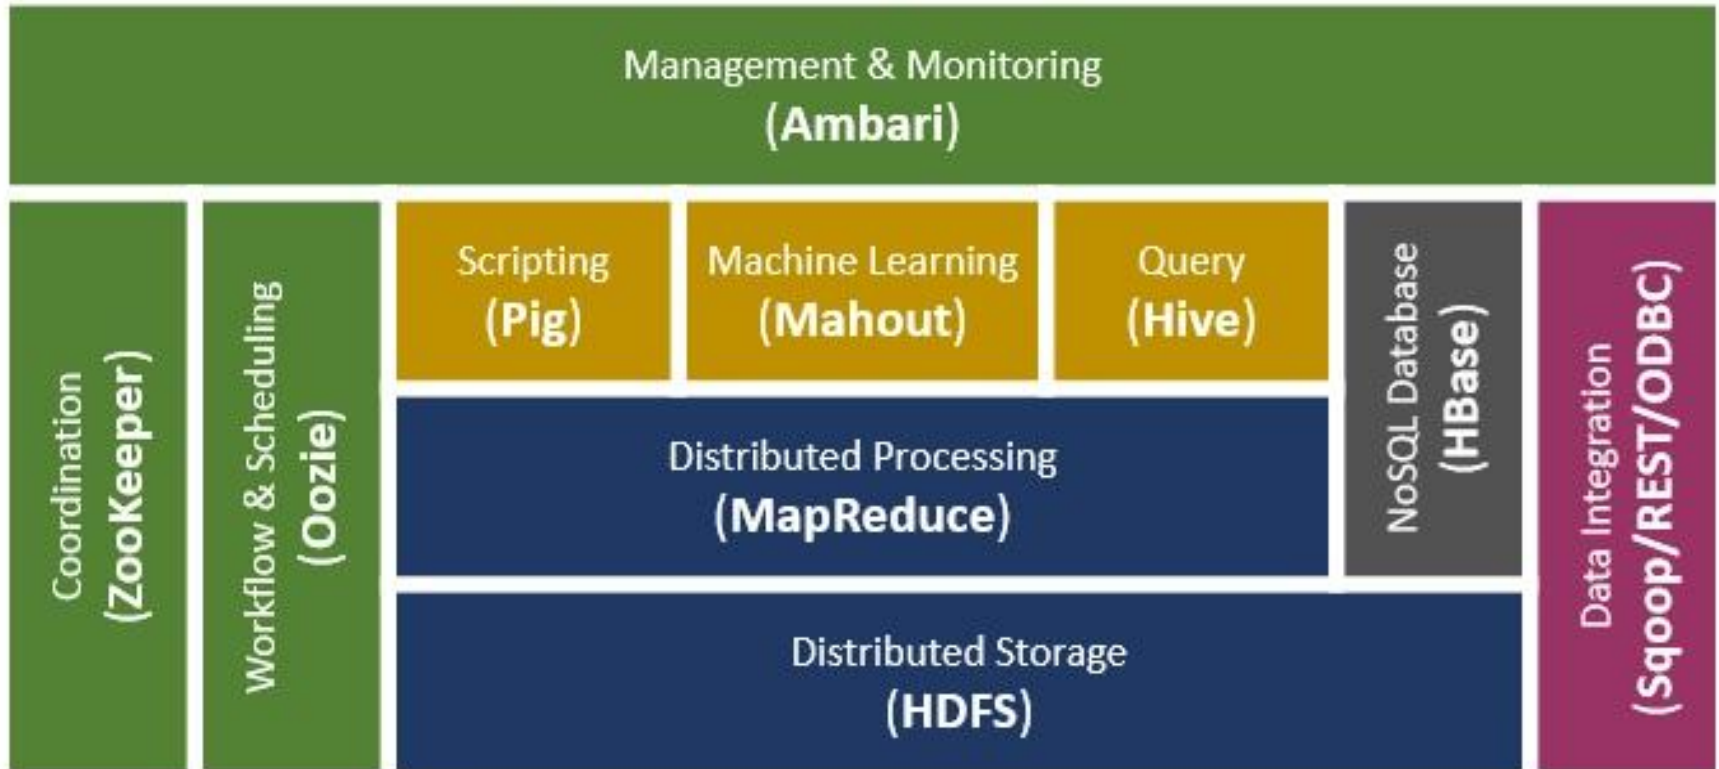 Management & Monitoring
(Ambari)
Coordination
(ZooKeeper)
Workflow & Scheduling
(Oozie)
Scripting
(Pig)
Machine Learning
(Mahout)
Query
(Hive)
NoSQL Database
(HBase)
Data Integration
(Sqoop/REST/ODBC)
Distributed Processing
(MapReduce)
Distributed Storage
(HDFS)